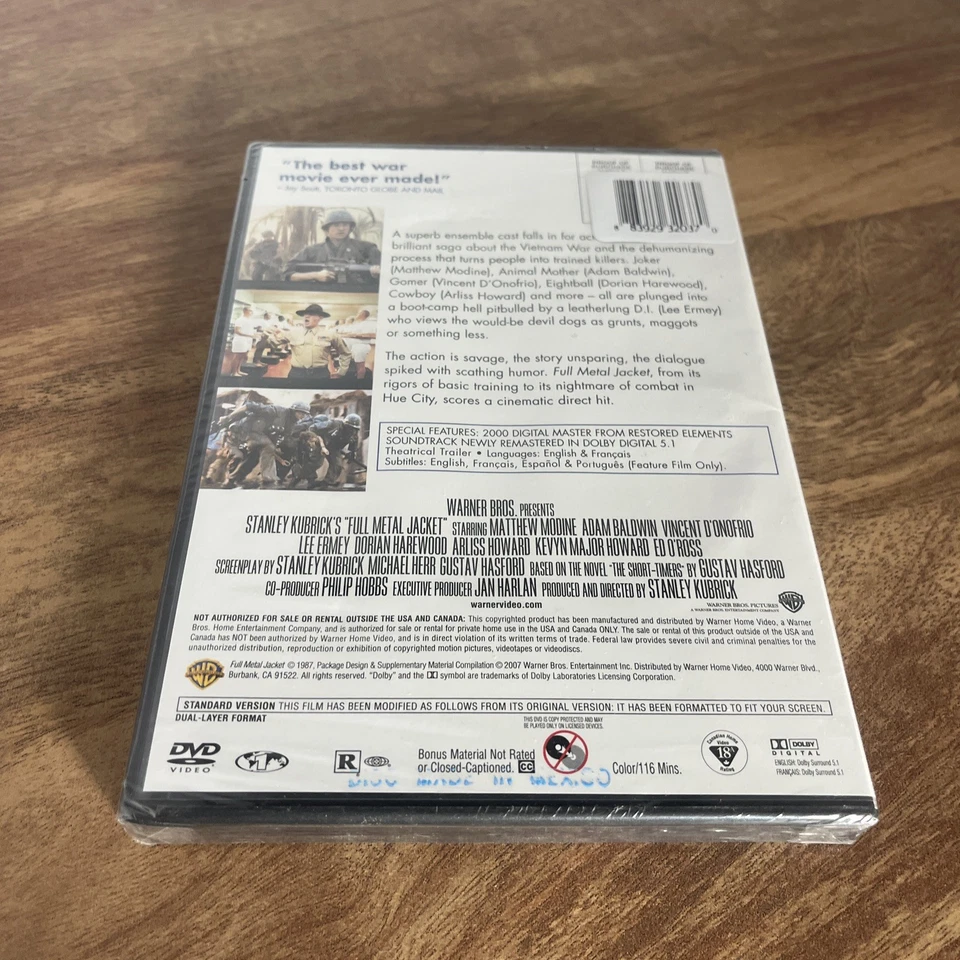 "The best war
movie ever made!"
– Jay Scott, TORONTO GLOBE AND MAIL
PROOF OF PURCHASE
PROOF OF PURCHASE
8 83929 32037 0
A superb ensemble cast falls in for
brilliant saga about the Vietnam War and the dehumanizing
process that turns people into trained killers. Joker
(Matthew Modine), Animal Mother (Adam Baldwin),
Gomer (Vincent D'Onofrio), Eightball (Dorian Harewood),
Cowboy (Arliss Howard) and more – all are plunged into
a boot-camp hell pitbulled by a leatherlung D.I. (Lee Ermey)
who views the would-be devil dogs as grunts, maggots
or something less.
The action is savage, the story unsparing, the dialogue
spiked with scathing humor. Full Metal Jacket, from its
rigors of basic training to its nightmare of combat in
Hue City, scores a cinematic direct hit.
SPECIAL FEATURES: 2000 DIGITAL MASTER FROM RESTORED ELEMENTS
SOUNDTRACK NEWLY REMASTERED IN DOLBY DIGITAL 5.1
Theatrical Trailer • Languages: English & Français
Subtitles: English, Français, Español & Português (Feature Film Only).
WARNER BROS. PRESENTS
STANLEY KUBRICK'S "FULL METAL JACKET" STARRING MATTHEW MODINE ADAM BALDWIN VINCENT D'ONOFRIO
LEE ERMEY DORIAN HAREWOOD ARLISS HOWARD KEVYN MAJOR HOWARD ED O'ROSS
SCREENPLAY BY STANLEY KUBRICK MICHAEL HERR GUSTAV HASFORD BASED ON THE NOVEL "THE SHORT-TIMERS" BY GUSTAV HASFORD
CO-PRODUCER PHILIP HOBBS EXECUTIVE PRODUCER JAN HARLAN PRODUCED AND DIRECTED BY STANLEY KUBRICK
warnervideo.com
WARNER BROS. PICTURES
A WARNER BROS. ENTERTAINMENT COMPANY
NOT AUTHORIZED FOR SALE OR RENTAL OUTSIDE THE USA AND CANADA: This copyrighted product has been manufactured and distributed by Warner Home Video, a Warner
Bros. Home Entertainment Company, and is authorized for sale or rental for private home use in the USA and Canada ONLY. The sale or rental of this product outside of the USA and
Canada has NOT been authorized by Warner Home Video, and is in direct violation of its written terms of trade. Federal law provides severe civil and criminal penalties for the
unauthorized reproduction, distribution, or exhibition of copyrighted motion pictures, videotapes or videodiscs.
Full Metal Jacket © 1987, Package Design & Supplementary Material Compilation © 2007 Warner Bros. Entertainment Inc. Distributed by Warner Home Video, 4000 Warner Blvd.,
Burbank, CA 91522. All rights reserved. "Dolby" and the DD symbol are trademarks of Dolby Laboratories Licensing Corporation.
STANDARD VERSION THIS FILM HAS BEEN MODIFIED AS FOLLOWS FROM ITS ORIGINAL VERSION: IT HAS BEEN FORMATTED TO FIT YOUR SCREEN.
DUAL-LAYER FORMAT
THIS DVD IS COPY PROTECTED AND MAY
BE PLAYED ONLY ON LICENSED DEVICES.
DVD
VIDEO
1
R
Bonus Material Not Rated
or Closed-Captioned. CC
Color/116 Mins.
Canadian Home
Video
18A
Rating
DOLBY
DIGITAL
ENGLISH: Dolby Surround 5.1
FRANÇAIS: Dolby Surround 5.1
DISC MADE IN MEXICO